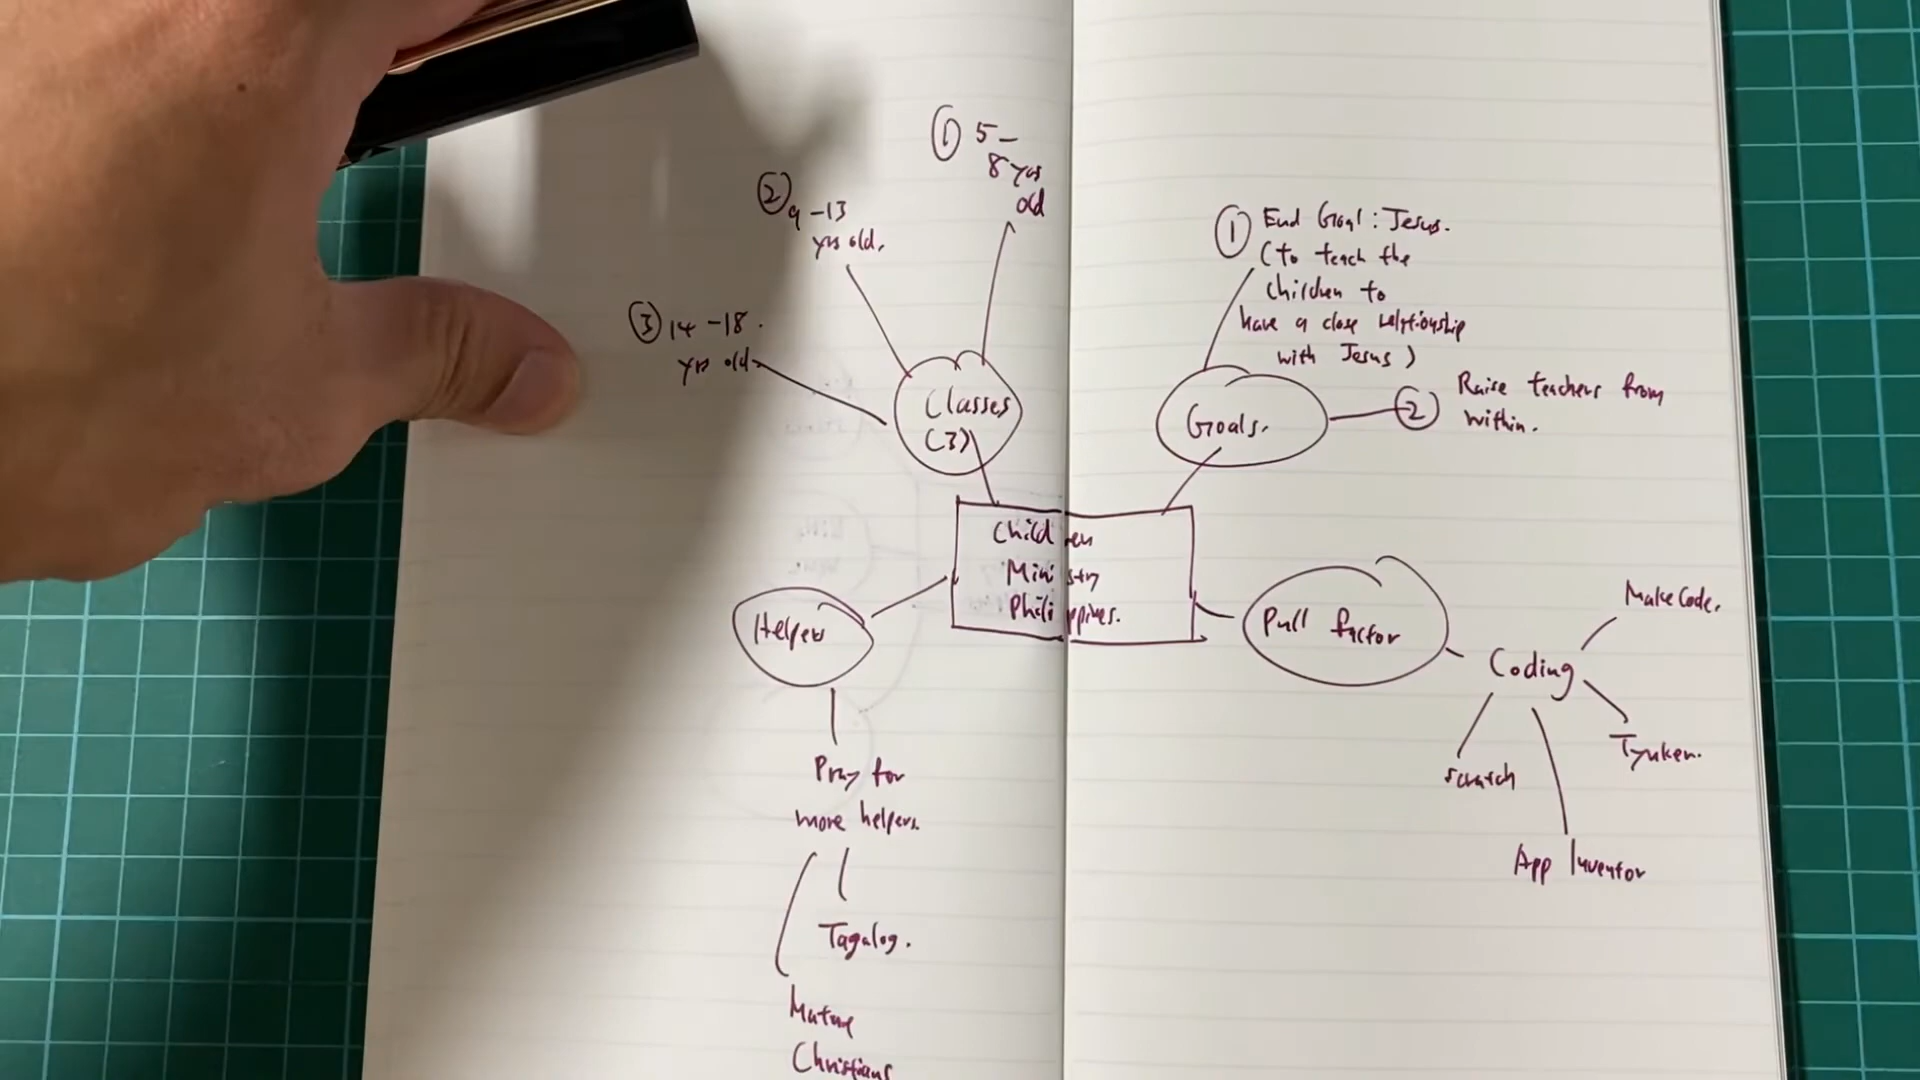 ① 5-
8 yrs
old
② 9-13
yrs old.
③ 14-18.
yrs old
Classes
(3)
① End Goal: Jesus.
(to teach the
children to
have a close relationship
with Jesus)
Goals.
② Raise teachers from
within.
Children
Ministry
Philippines.
Helpers
Pray for
more helpers.
Tagalog.
Mature
Christians
Pull factor
Coding
MakeCode.
Tynker.
Scratch
App Inventor